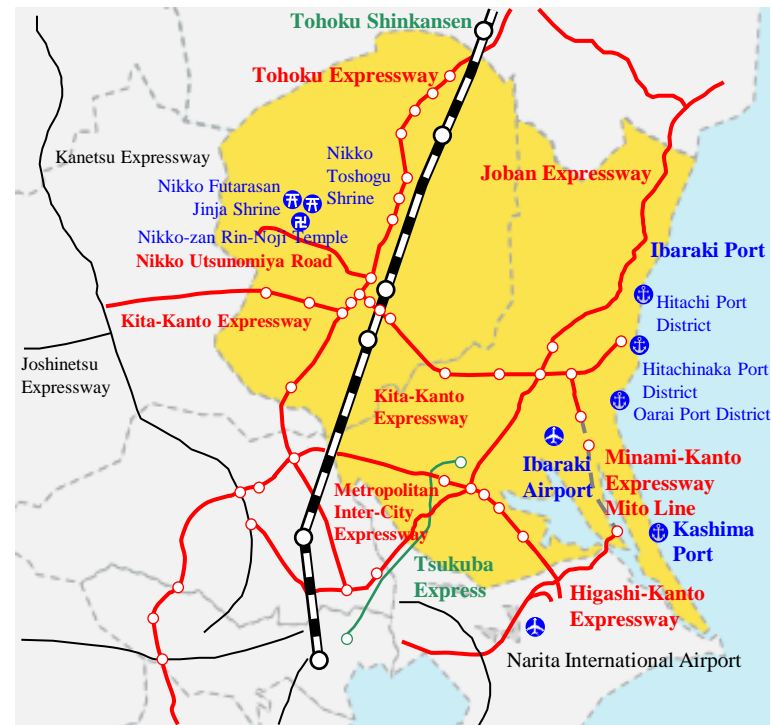 Tohoku Shinkansen
Tohoku Expressway
Kanetsu Expressway
Nikko
Toshogu
Shrine
Nikko Futarasan
Jinja Shrine
Nikko-zan Rin-Noji Temple
Nikko Utsunomiya Road
Joban Expressway
Ibaraki Port
Hitachi Port
District
Kita-Kanto Expressway
Joshinetsu
Expressway
Hitachinaka Port
District
Oarai Port District
Kita-Kanto
Expressway
Ibaraki
Airport
Minami-Kanto
Expressway
Mito Line
Metropolitan
Inter-City
Expressway
Kashima
Port
Tsukuba
Express
Higashi-Kanto
Expressway
Narita International Airport